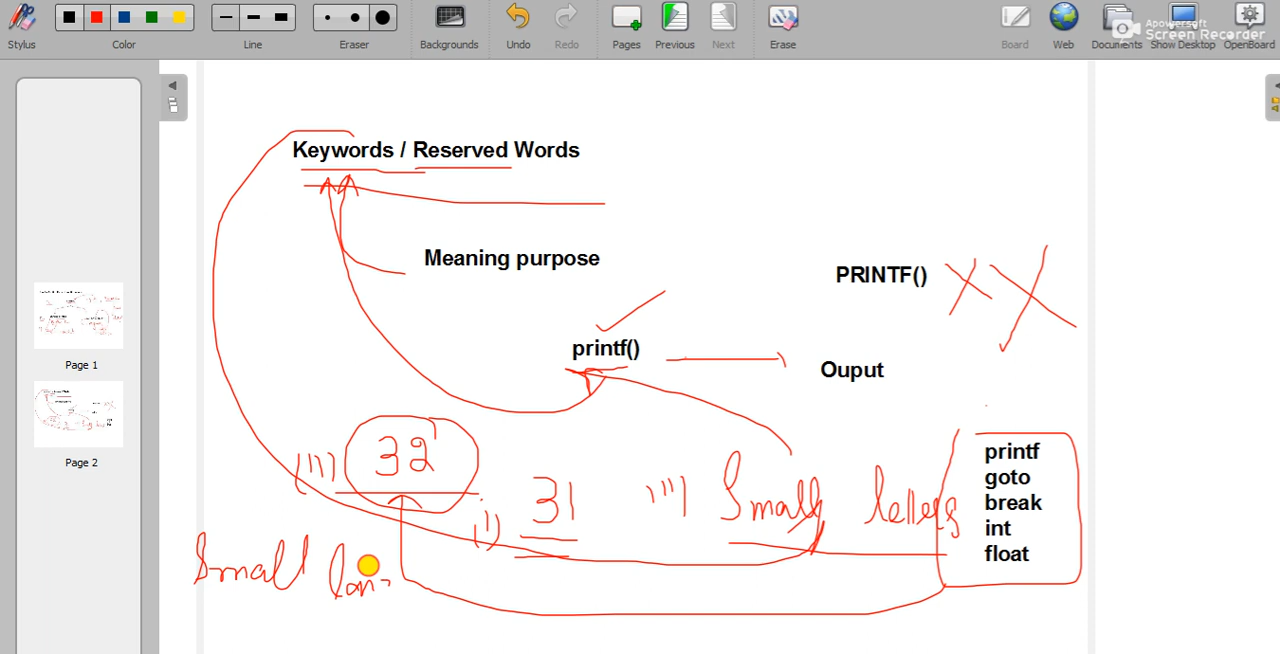 Stylus Color Line Eraser Backgrounds Undo Redo Pages Previous Next Erase Board Web Documents Show Desktop OpenBoard
Apowersoft
Screen Recorder
Keywords / Reserved Words
Meaning purpose
PRINTF()
printf()
Ouput
Page 1
Page 2
(iii) 32
(i) 31
(ii) Small letters
printf
goto
break
int
float
Small